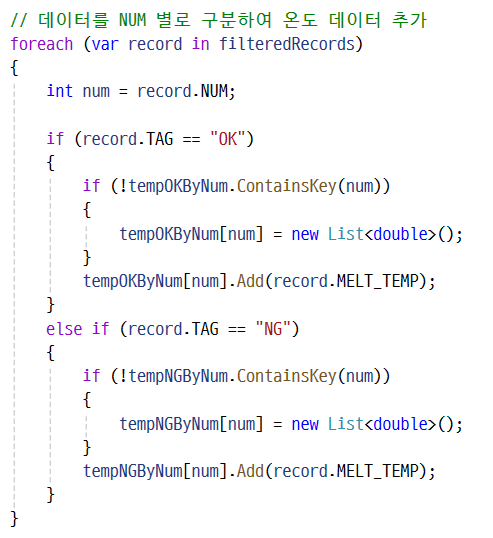 // 데이터를 NUM 별로 구분하여 온도 데이터 추가
foreach (var record in filteredRecords)
{
    int num = record.NUM;

    if (record.TAG == "OK")
    {
        if (!tempOKByNum.ContainsKey(num))
        {
            tempOKByNum[num] = new List<double>();
        }
        tempOKByNum[num].Add(record.MELT_TEMP);
    }
    else if (record.TAG == "NG")
    {
        if (!tempNGByNum.ContainsKey(num))
        {
            tempNGByNum[num] = new List<double>();
        }
        tempNGByNum[num].Add(record.MELT_TEMP);
    }
}